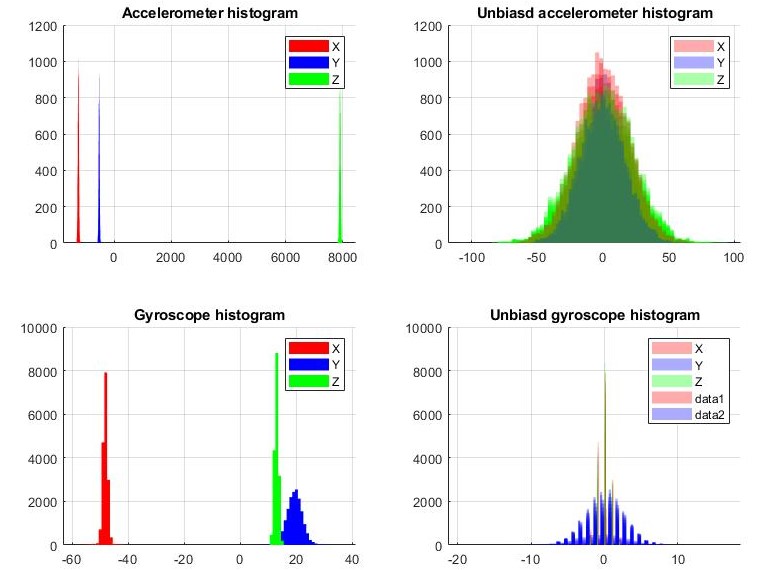 Accelerometer histogram
1200
1000
800
600
400
200
0
0 2000 4000 6000 8000
X
Y
Z
Unbiasd accelerometer histogram
1200
1000
800
600
400
200
0
-100 -50 0 50 100
X
Y
Z
Gyroscope histogram
10000
8000
6000
4000
2000
0
-60 -40 -20 0 20 40
X
Y
Z
Unbiasd gyroscope histogram
10000
8000
6000
4000
2000
0
-20 -10 0 10
X
Y
Z
data1
data2